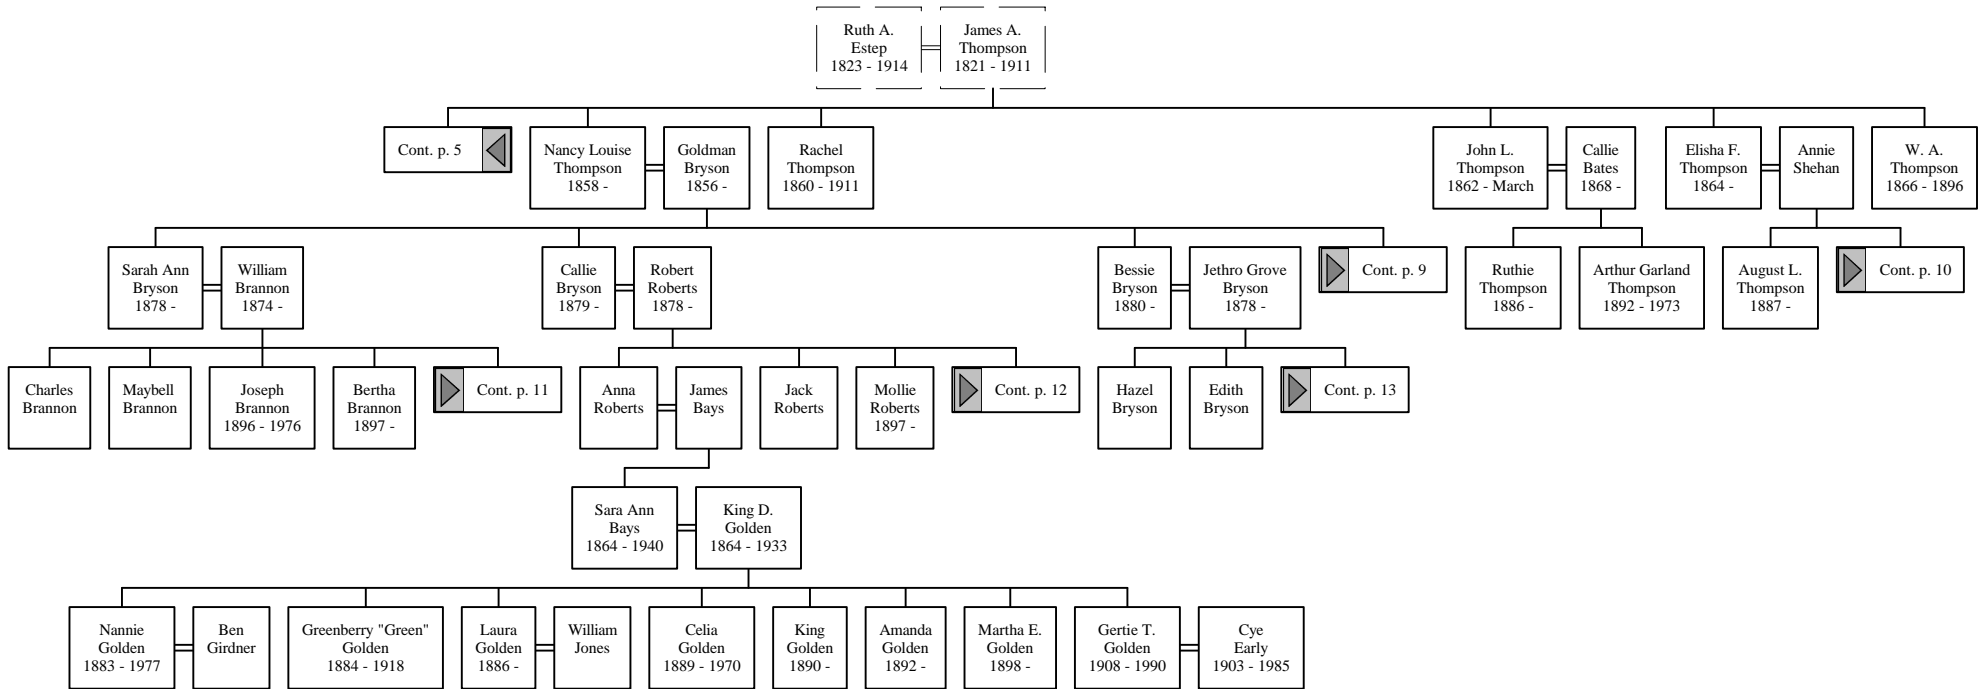 Ruth A.
Estep
1823 - 1914
James A.
Thompson
1821 - 1911
Cont. p. 5
Nancy Louise
Thompson
1858 -
Goldman
Bryson
1856 -
Rachel
Thompson
1860 - 1911
John L.
Thompson
1862 - March
Callie
Bates
1868 -
Elisha F.
Thompson
1864 -
Annie
Shehan
W. A.
Thompson
1866 - 1896
Sarah Ann
Bryson
1878 -
William
Brannon
1874 -
Callie
Bryson
1879 -
Robert
Roberts
1878 -
Bessie
Bryson
1880 -
Jethro Grove
Bryson
1878 -
Cont. p. 9
Ruthie
Thompson
1886 -
Arthur Garland
Thompson
1892 - 1973
August L.
Thompson
1887 -
Cont. p. 10
Charles
Brannon
Maybell
Brannon
Joseph
Brannon
1896 - 1976
Bertha
Brannon
1897 -
Cont. p. 11
Anna
Roberts
James
Bays
Jack
Roberts
Mollie
Roberts
1897 -
Cont. p. 12
Hazel
Bryson
Edith
Bryson
Cont. p. 13
Sara Ann
Bays
1864 - 1940
King D.
Golden
1864 - 1933
Nannie
Golden
1883 - 1977
Ben
Girdner
Greenberry "Green"
Golden
1884 - 1918
Laura
Golden
1886 -
William
Jones
Celia
Golden
1889 - 1970
King
Golden
1890 -
Amanda
Golden
1892 -
Martha E.
Golden
1898 -
Gertie T.
Golden
1908 - 1990
Cye
Early
1903 - 1985